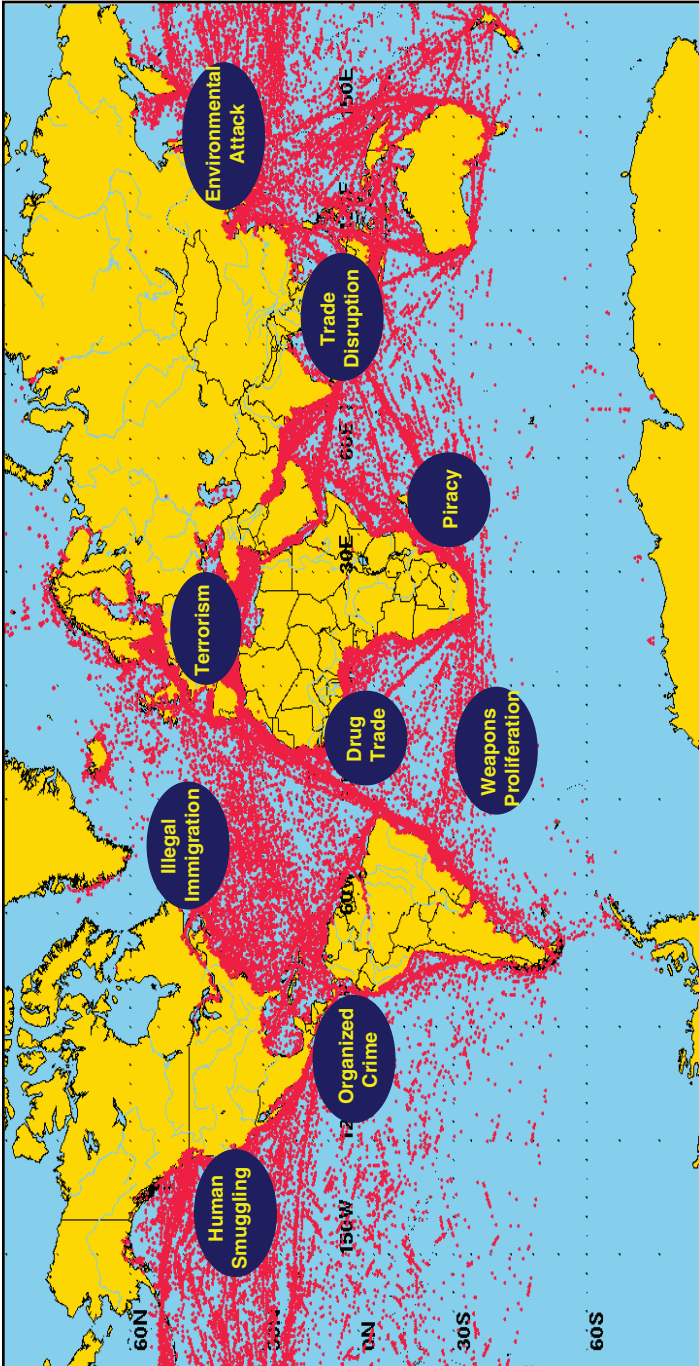 60N
Illegal
Immigration
Terrorism
Human
Smuggling
Environmental
Attack
Organized
Crime
Drug
Trade
Trade
Disruption
150W
60W
30E
60E
150E
0N
Piracy
30S
Weapons
Proliferation
60S